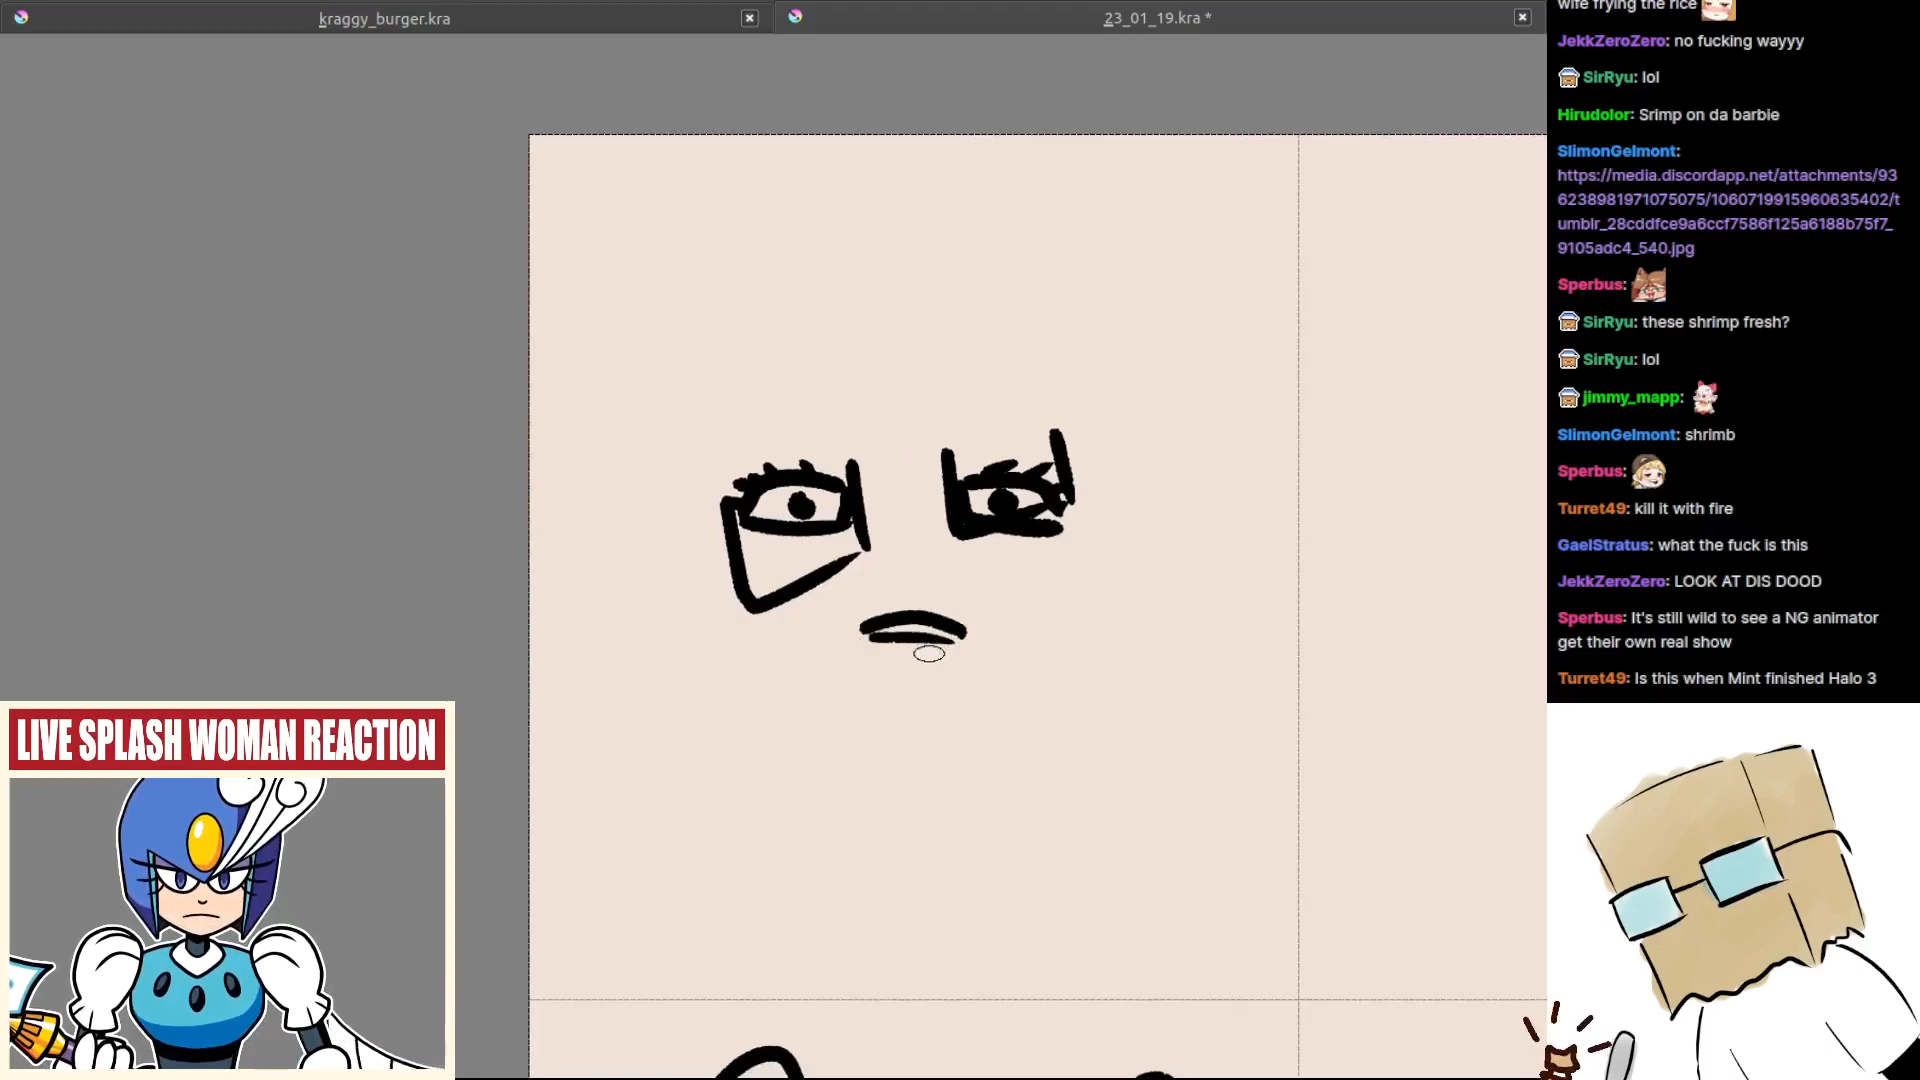 kraggy_burger.kra
23_01_19.kra *
wife frying the rice
JekkZeroZero: no fucking wayyy
SirRyu: lol
Hirudolor: Srimp on da barbie
SlimonGelmont:
https://media.discordapp.net/attachments/93
6238981971075075/1060719915960635402/t
umblr_28cddfce9a6ccf7586f125a6188b75f7_
9105adc4_540.jpg
Sperbus:
SirRyu: these shrimp fresh?
SirRyu: lol
jimmy_mapp:
SlimonGelmont: shrimb
Sperbus:
Turret49: kill it with fire
GaelStratus: what the fuck is this
JekkZeroZero: LOOK AT DIS DOOD
Sperbus: It's still wild to see a NG animator
get their own real show
Turret49: Is this when Mint finished Halo 3
LIVE SPLASH WOMAN REACTION